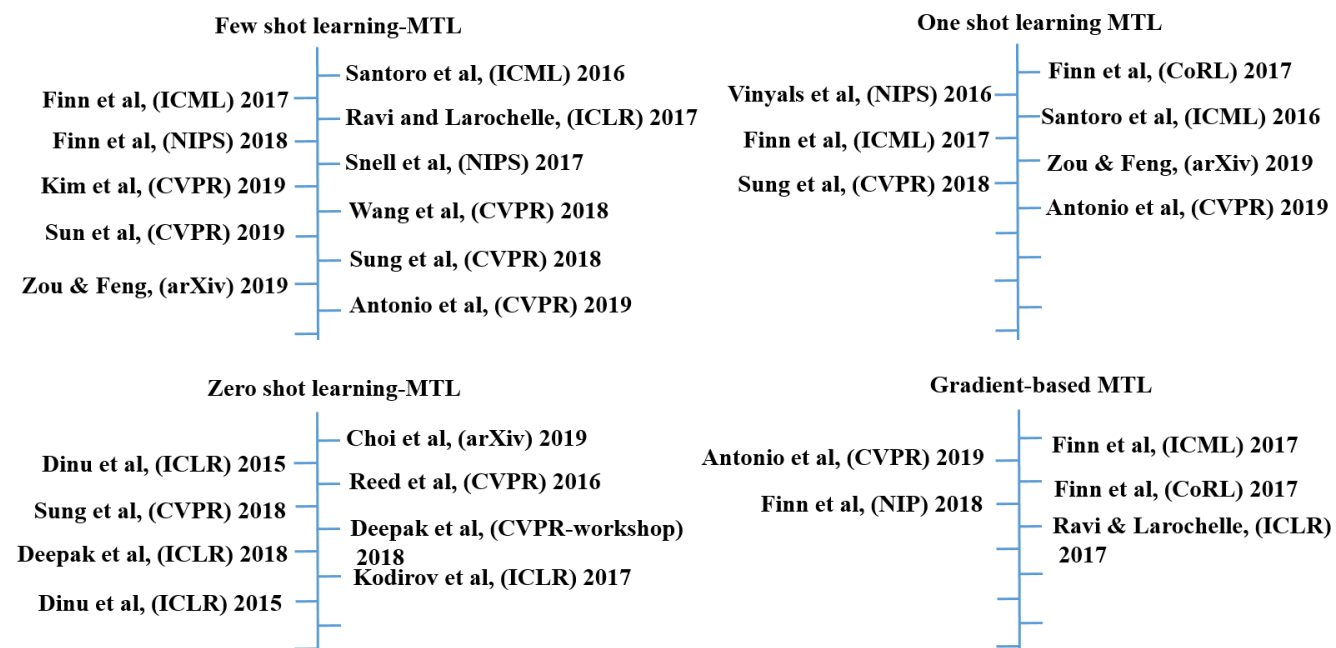 Few shot learning-MTL
Santoro et al, (ICML) 2016
Finn et al, (ICML) 2017
Ravi and Larochelle, (ICLR) 2017
Finn et al, (NIPS) 2018
Snell et al, (NIPS) 2017
Kim et al, (CVPR) 2019
Wang et al, (CVPR) 2018
Sun et al, (CVPR) 2019
Sung et al, (CVPR) 2018
Zou & Feng, (arXiv) 2019
Antonio et al, (CVPR) 2019
One shot learning MTL
Finn et al, (CoRL) 2017
Vinyals et al, (NIPS) 2016
Santoro et al, (ICML) 2016
Finn et al, (ICML) 2017
Zou & Feng, (arXiv) 2019
Sung et al, (CVPR) 2018
Antonio et al, (CVPR) 2019
Zero shot learning-MTL
Choi et al, (arXiv) 2019
Dinu et al, (ICLR) 2015
Reed et al, (CVPR) 2016
Sung et al, (CVPR) 2018
Deepak et al, (CVPR-workshop)
2018
Deepak et al, (ICLR) 2018
Kodirov et al, (ICLR) 2017
Dinu et al, (ICLR) 2015
Gradient-based MTL
Finn et al, (ICML) 2017
Antonio et al, (CVPR) 2019
Finn et al, (CoRL) 2017
Finn et al, (NIP) 2018
Ravi & Larochelle, (ICLR)
2017